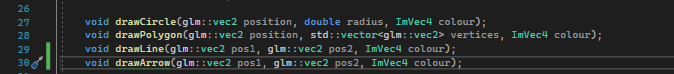 26
27 void drawCircle(glm::vec2 position, double radius, ImVec4 colour);
28 void drawPolygon(glm::vec2 position, std::vector<glm::vec2> vertices, ImVec4 colour);
29 void drawLine(glm::vec2 pos1, glm::vec2 pos2, ImVec4 colour);
30 void drawArrow(glm::vec2 pos1, glm::vec2 pos2, ImVec4 colour);